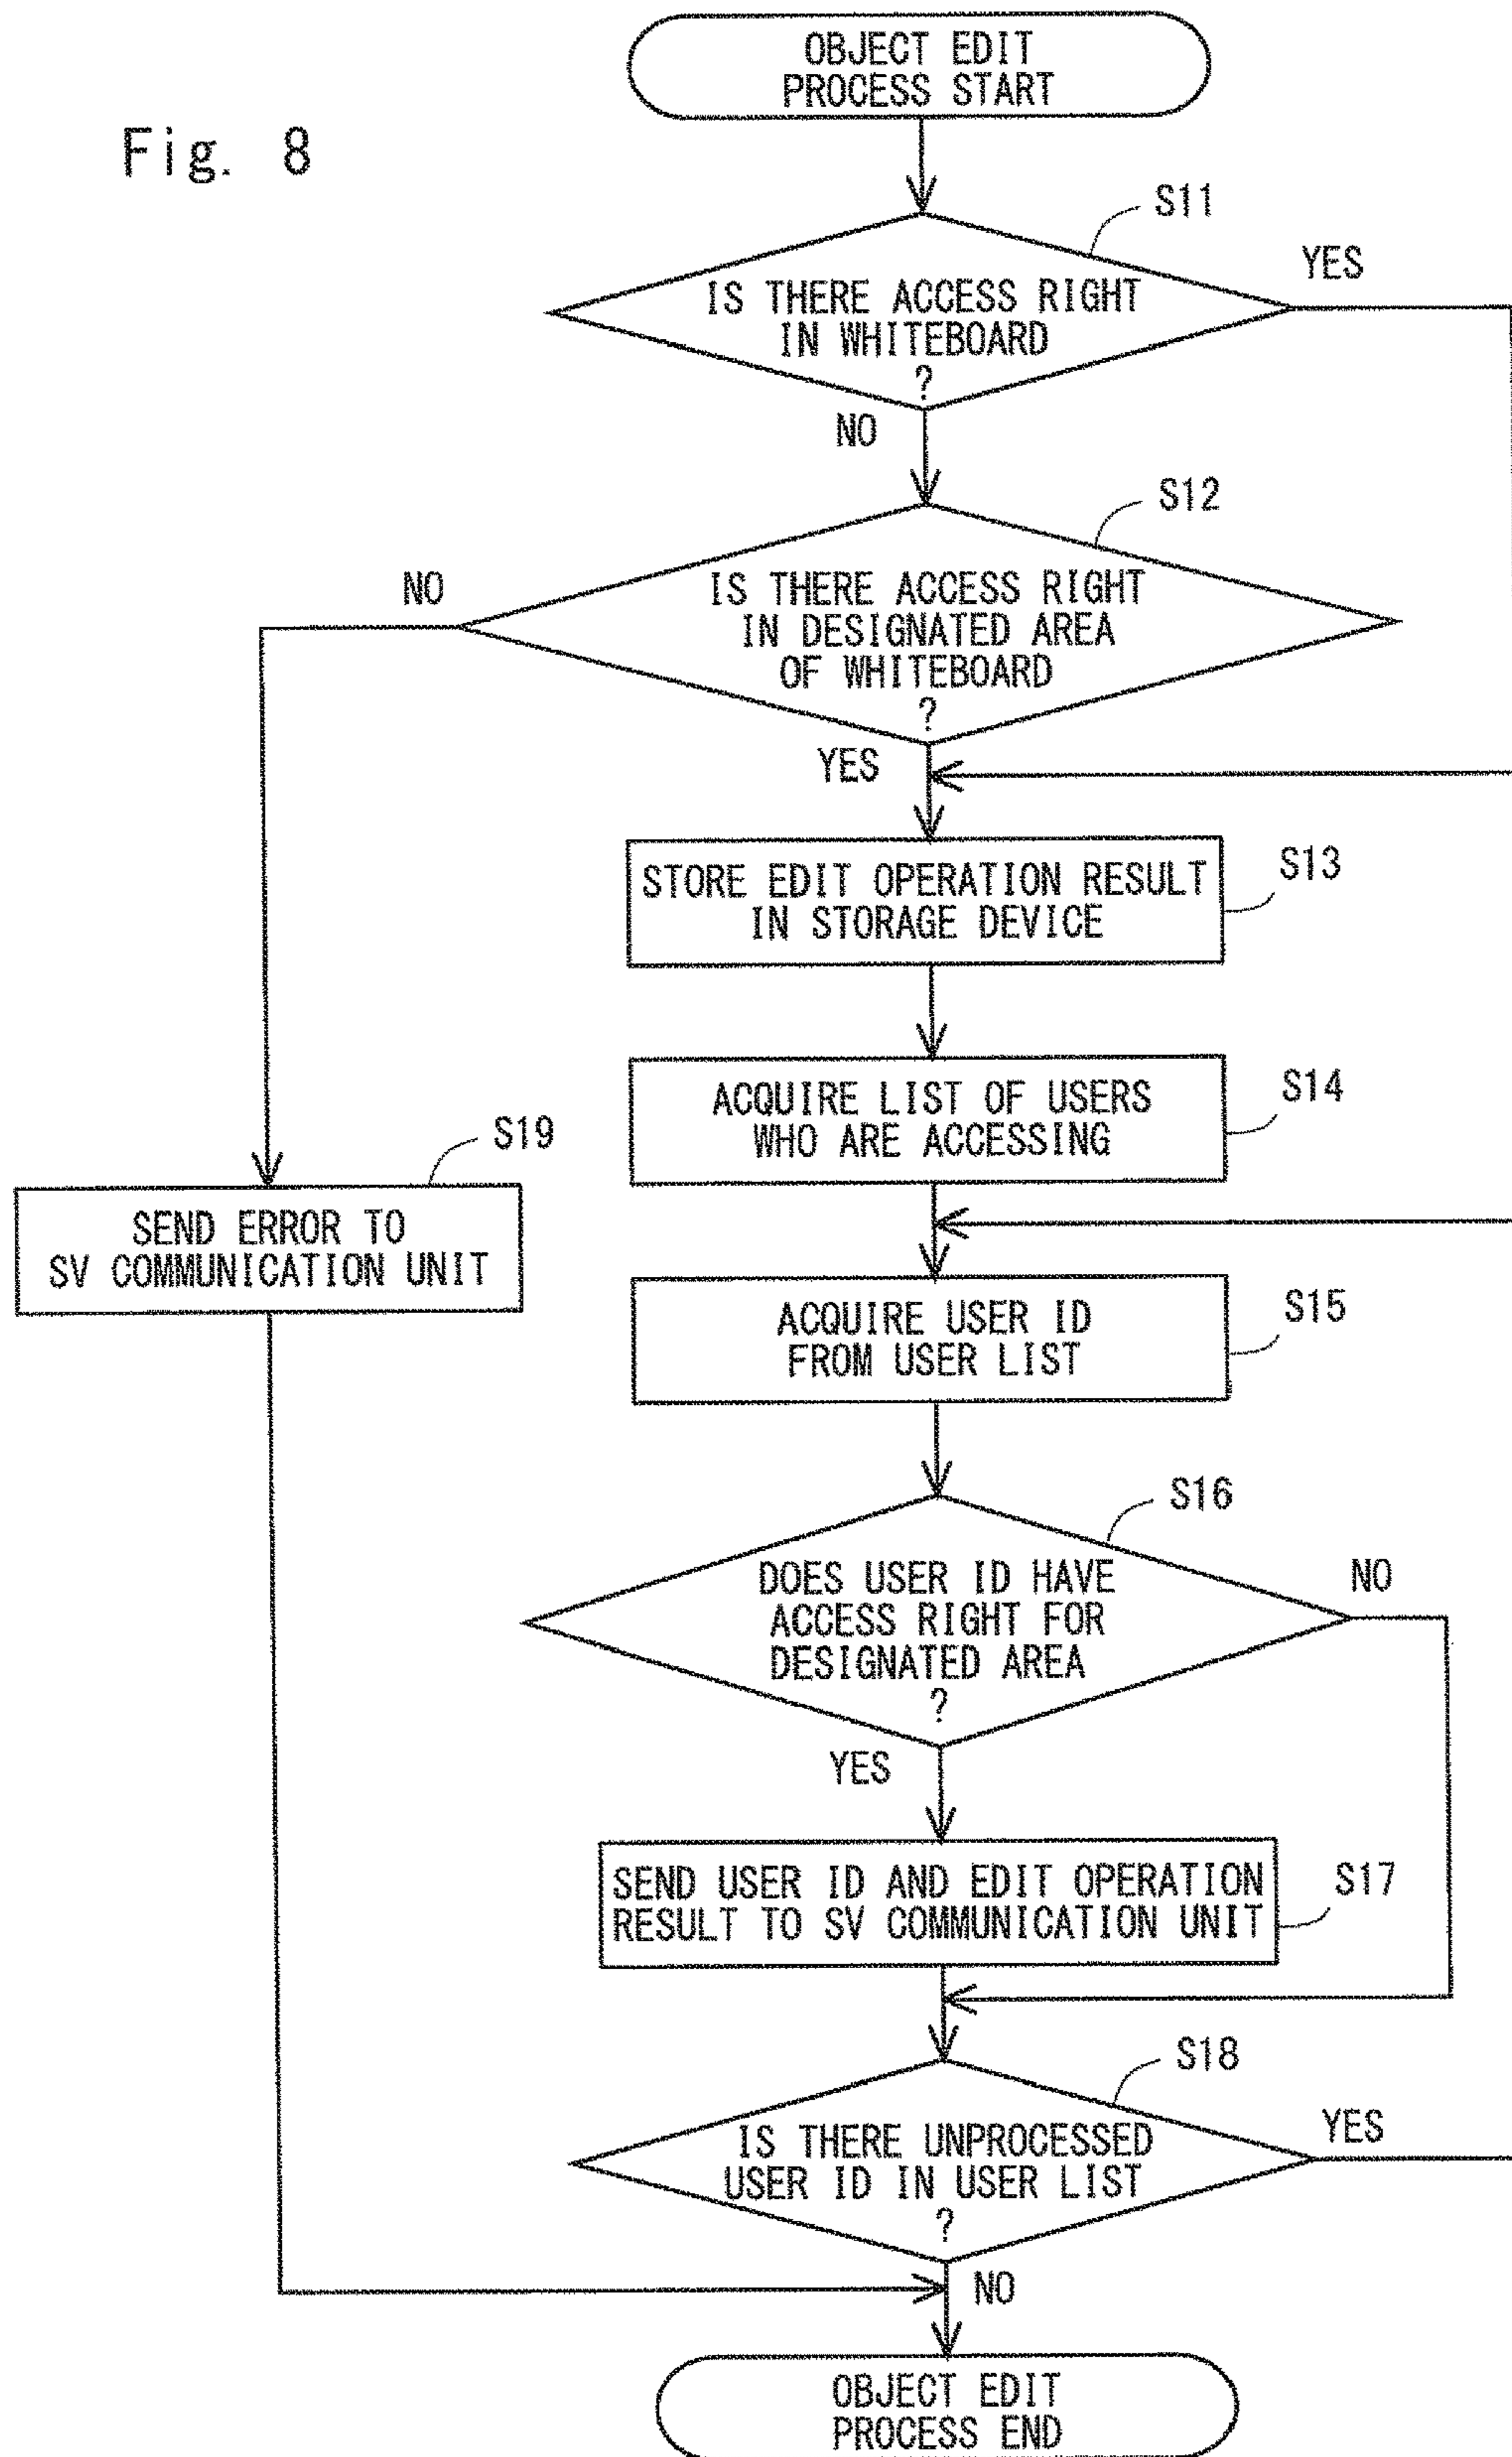 OBJECT EDIT
PROCESS START
Fig. 8
S11
YES
IS THERE ACCESS RIGHT
IN WHITEBOARD
?
NO
S12
NO
IS THERE ACCESS RIGHT
IN DESIGNATED AREA
OF WHITEBOARD
?
YES
S13
STORE EDIT OPERATION RESULT
IN STORAGE DEVICE
S14
ACQUIRE LIST OF USERS
WHO ARE ACCESSING
S19
SEND ERROR TO
SV COMMUNICATION UNIT
S15
ACQUIRE USER ID
FROM USER LIST
S16
NO
DOES USER ID HAVE
ACCESS RIGHT FOR
DESIGNATED AREA
?
YES
S17
SEND USER ID AND EDIT OPERATION
RESULT TO SV COMMUNICATION UNIT
S18
YES
IS THERE UNPROCESSED
USER ID IN USER LIST
?
NO
OBJECT EDIT
PROCESS END